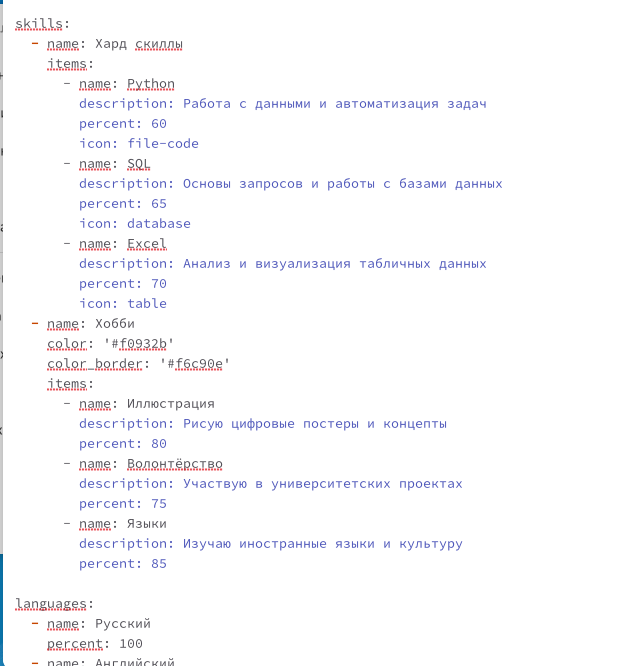 skills:
- name: Хард скиллы
items:
- name: Python
description: Работа с данными и автоматизация задач
percent: 60
icon: file-code
- name: SQL
description: Основы запросов и работы с базами данных
percent: 65
icon: database
- name: Excel
description: Анализ и визуализация табличных данных
percent: 70
icon: table
- name: Хобби
color: '#f0932b'
color_border: '#f6c90e'
items:
- name: Иллюстрация
description: Рисую цифровые постеры и концепты
percent: 80
- name: Волонтёрство
description: Участвую в университетских проектах
percent: 75
- name: Языки
description: Изучаю иностранные языки и культуру
percent: 85
languages:
- name: Русский
percent: 100
- name: Английский